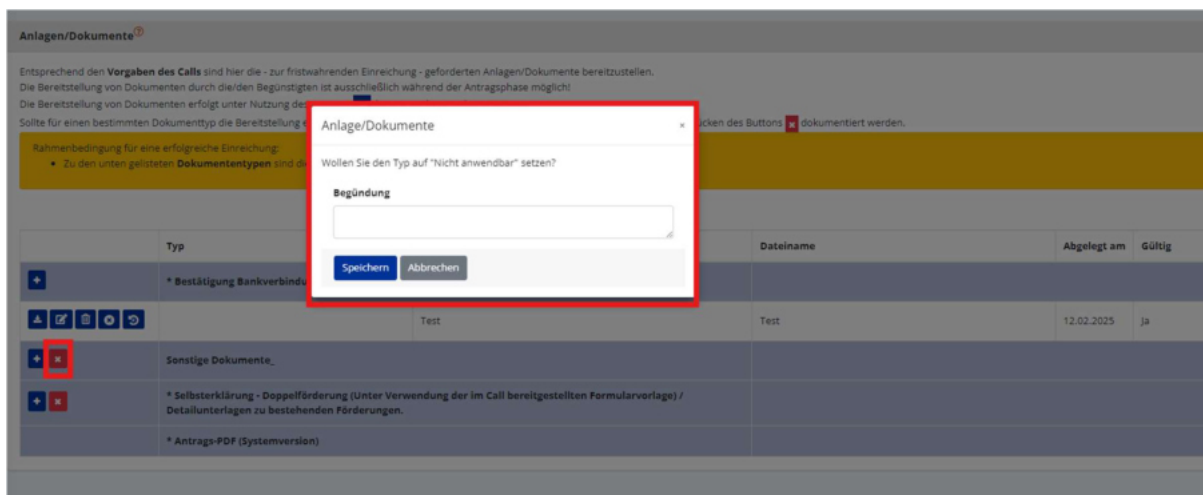 Anlagen/Dokumente
Entsprechend den Vorgaben des Calls sind hier die - zur fristwahrenden Einreichung - geforderten Anlagen/Dokumente bereitzustellen.
Die Bereitstellung von Dokumenten durch die/den Begünstigten ist ausschließlich während der Antragsphase möglich!
Die Bereitstellung von Dokumenten erfolgt unter Nutzung des
Sollte für einen bestimmten Dokumenttyp die Bereitstellung
des Buttons x dokumentiert werden.
Rahmenbedingung für eine erfolgreiche Einreichung:
• Zu den unten gelisteten Dokumententypen sind
Anlage/Dokumente ×
Wollen Sie den Typ auf "Nicht anwendbar" setzen?
Begündung
Speichern Abbrechen
Typ Dateiname Abgelegt am Gültig
* Bestätigung Bankverbindu
Test Test 12.02.2025 Ja
Sonstige Dokumente_
* Selbsterklärung - Doppelförderung (Unter Verwendung der im Call bereitgestellten Formularvorlage) /
Detailunterlagen zu bestehenden Förderungen.
* Antrags-PDF (Systemversion)